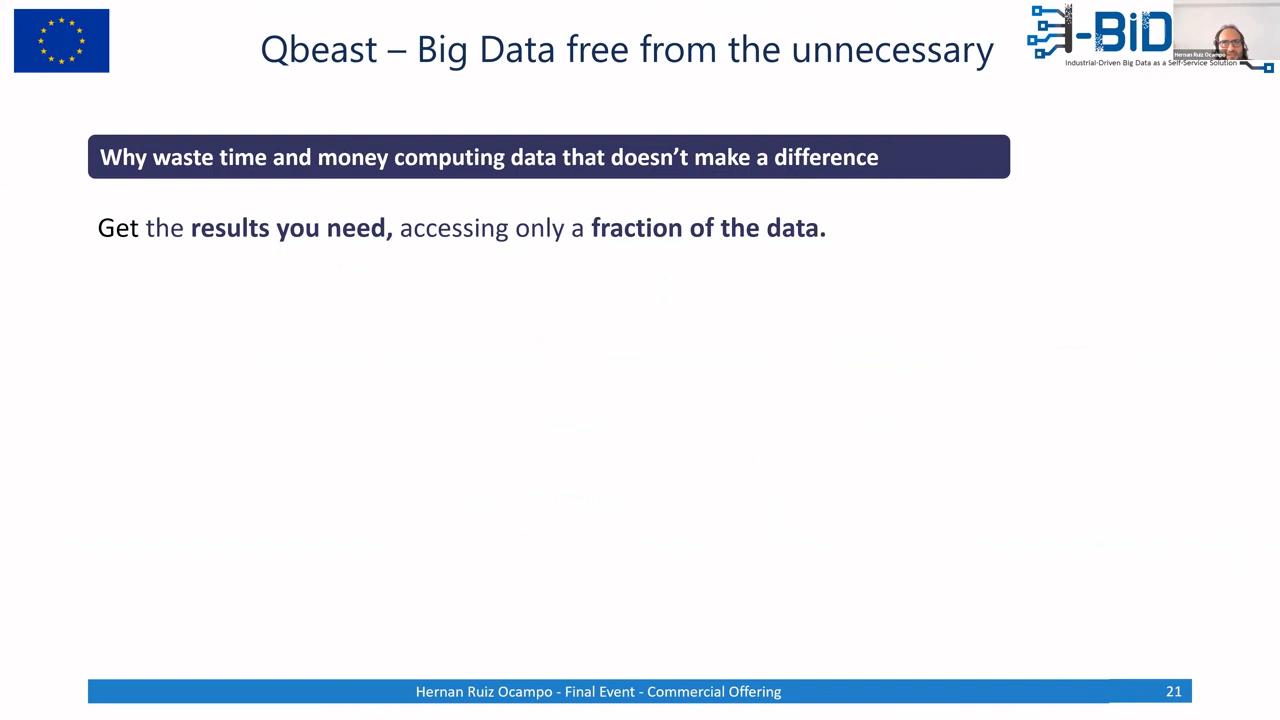 Qbeast – Big Data free from the unnecessary
I-BiD
Industrial-Driven Big Data as a Self-Service Solution
Hernan Ruiz Ocampo
Why waste time and money computing data that doesn’t make a difference
Get the results you need, accessing only a fraction of the data.
Hernan Ruiz Ocampo - Final Event - Commercial Offering
21